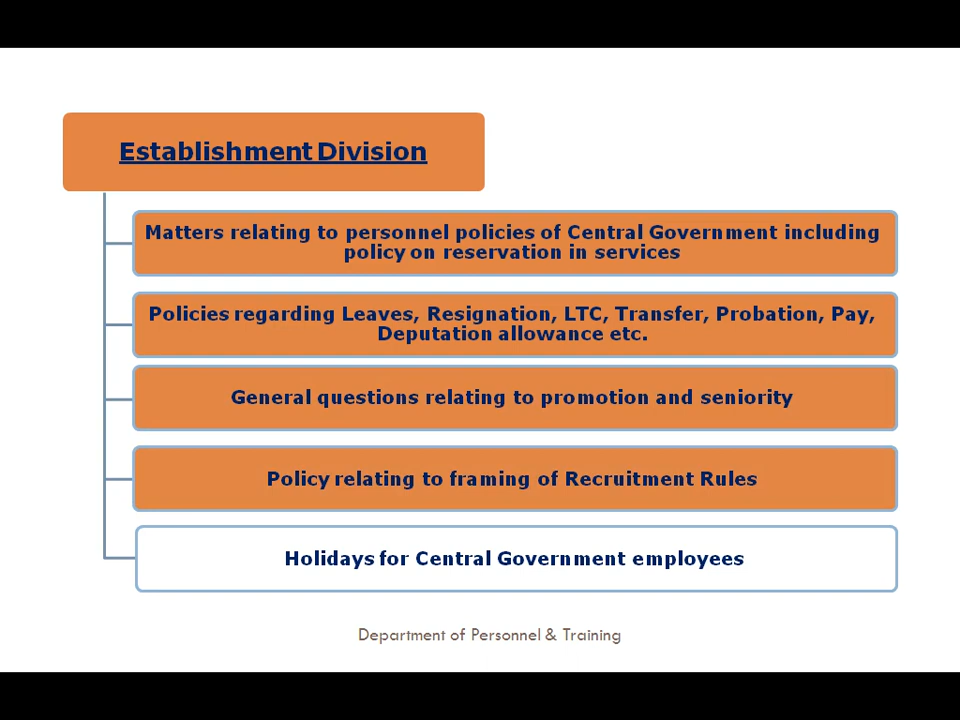 Establishment Division
Matters relating to personnel policies of Central Government including
policy on reservation in services
Policies regarding Leaves, Resignation, LTC, Transfer, Probation, Pay,
Deputation allowance etc.
General questions relating to promotion and seniority
Policy relating to framing of Recruitment Rules
Holidays for Central Government employees
Department of Personnel & Training